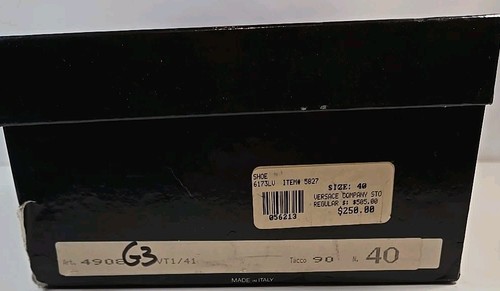 SHOE
6173LV ITEM# 5827
SIZE: 40
056213
VERSACE COMPANY STO
REGULAR $: $505.00
$250.00
4908 G3 VT1/41 Tacco 90 N. 40
MADE IN ITALY